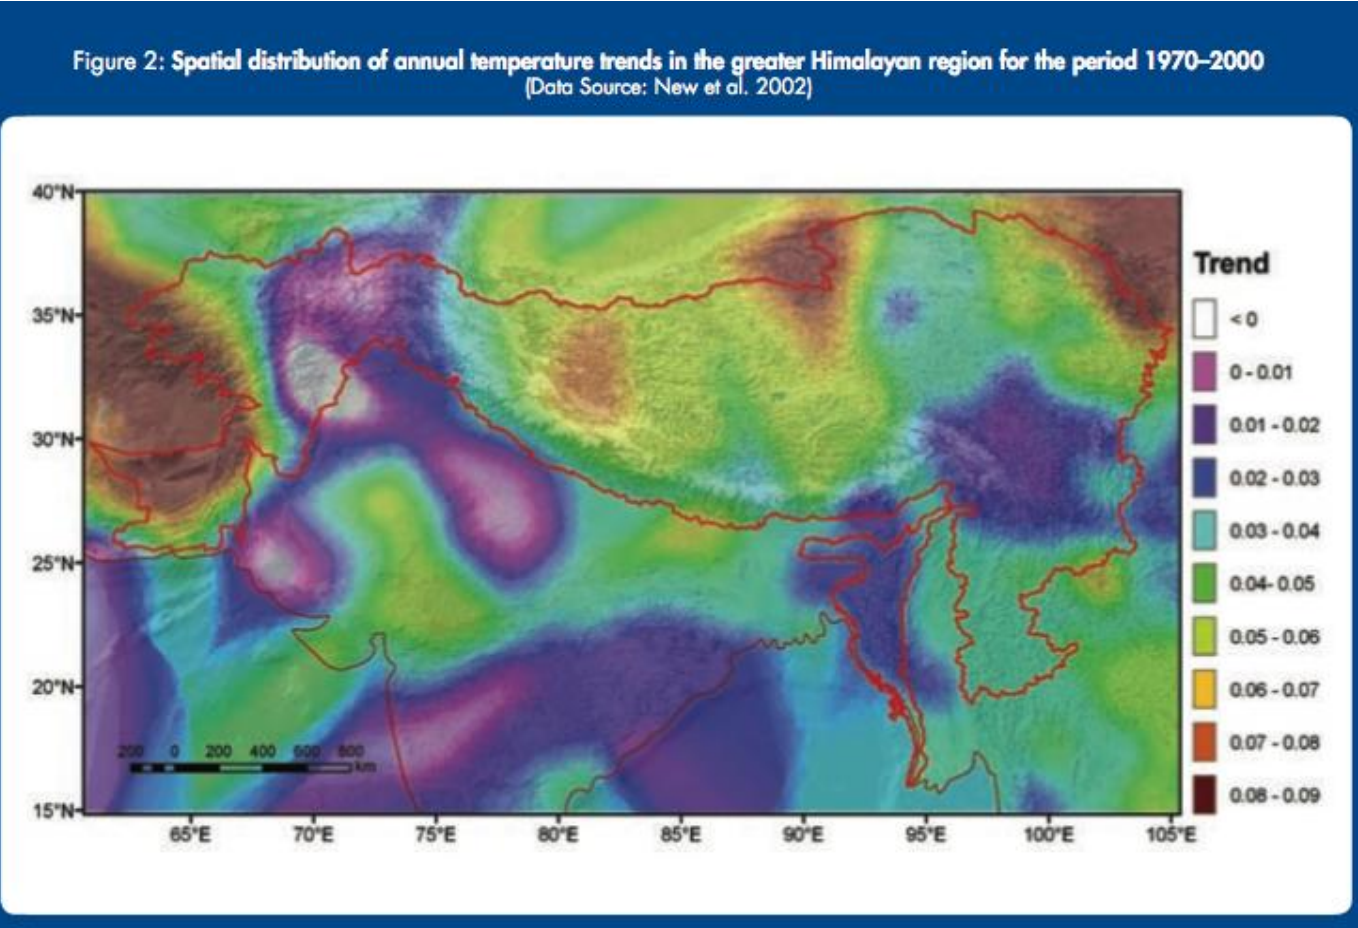 Figure 2: Spatial distribution of annual temperature trends in the greater Himalayan region for the period 1970–2000
(Data Source: New et al. 2002)
40°N
35°N
30°N
25°N
20°N
15°N
200 0 200 400 600 800
km
65°E 70°E 75°E 80°E 85°E 90°E 95°E 100°E 105°E
Trend
< 0
0 - 0.01
0.01 - 0.02
0.02 - 0.03
0.03 - 0.04
0.04- 0.05
0.05 - 0.06
0.06 - 0.07
0.07 - 0.08
0.08 - 0.09